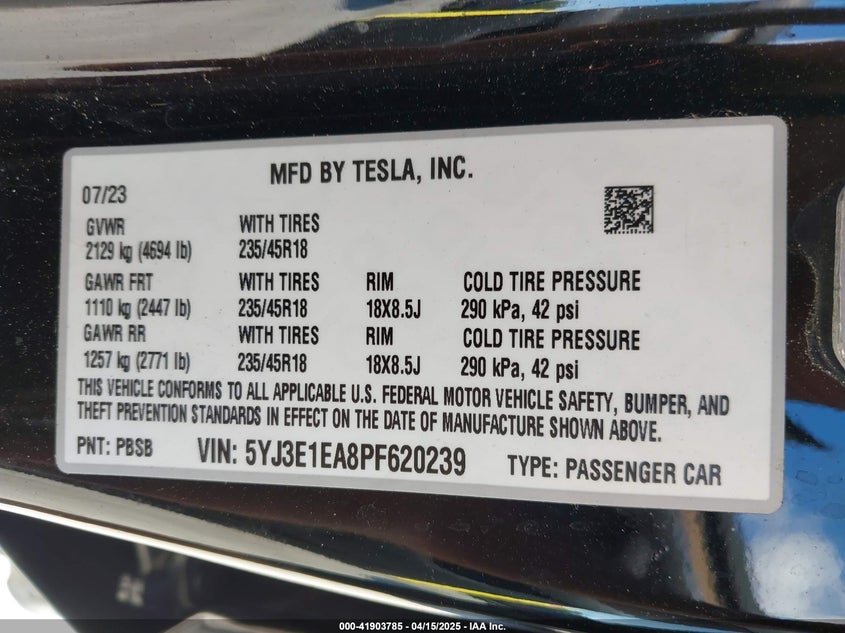 MFD BY TESLA, INC.
07/23
GVWR WITH TIRES
2129 kg (4694 lb) 235/45R18
GAWR FRT WITH TIRES RIM COLD TIRE PRESSURE
1110 kg (2447 lb) 235/45R18 18X8.5J 290 kPa, 42 psi
GAWR RR WITH TIRES RIM COLD TIRE PRESSURE
1257 kg (2771 lb) 235/45R18 18X8.5J 290 kPa, 42 psi
THIS VEHICLE CONFORMS TO ALL APPLICABLE U.S. FEDERAL MOTOR VEHICLE SAFETY, BUMPER, AND
THEFT PREVENTION STANDARDS IN EFFECT ON THE DATE OF MANUFACTURE SHOWN ABOVE.
PNT: PBSB VIN: 5YJ3E1EA8PF620239 TYPE: PASSENGER CAR
000-41903785 - 04/15/2025 - IAA Inc.